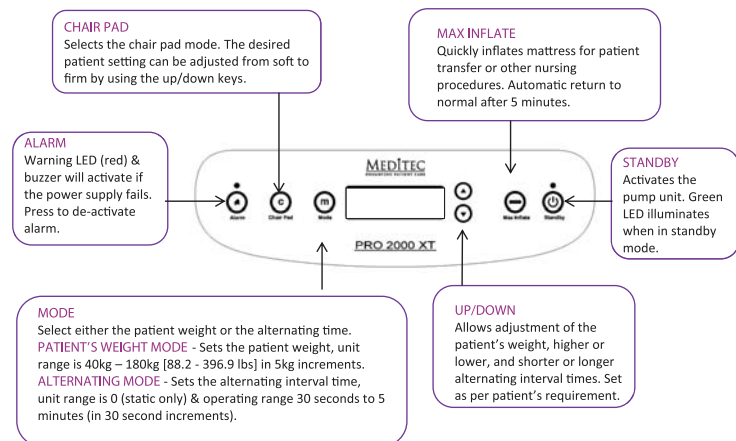 CHAIR PAD
Selects the chair pad mode. The desired
patient setting can be adjusted from soft to
firm by using the up/down keys.
MAX INFLATE
Quickly inflates mattress for patient
transfer or other nursing
procedures. Automatic return to
normal after 5 minutes.
ALARM
Warning LED (red) &
buzzer will activate if
the power supply fails.
Press to de-activate
alarm.
STANDBY
Activates the
pump unit. Green
LED illuminates
when in standby
mode.
MEDITEC
ENHANCING PATIENT CARE
c
m
Alarm
Chair Pad
Mode
Max Inflate
Standby
PRO 2000 XT
MODE
Select either the patient weight or the alternating time.
PATIENT'S WEIGHT MODE - Sets the patient weight, unit
range is 40kg – 180kg [88.2 - 396.9 lbs] in 5kg increments.
ALTERNATING MODE - Sets the alternating interval time,
unit range is 0 (static only) & operating range 30 seconds to 5
minutes (in 30 second increments).
UP/DOWN
Allows adjustment of the
patient's weight, higher or
lower, and shorter or longer
alternating interval times. Set
as per patient's requirement.